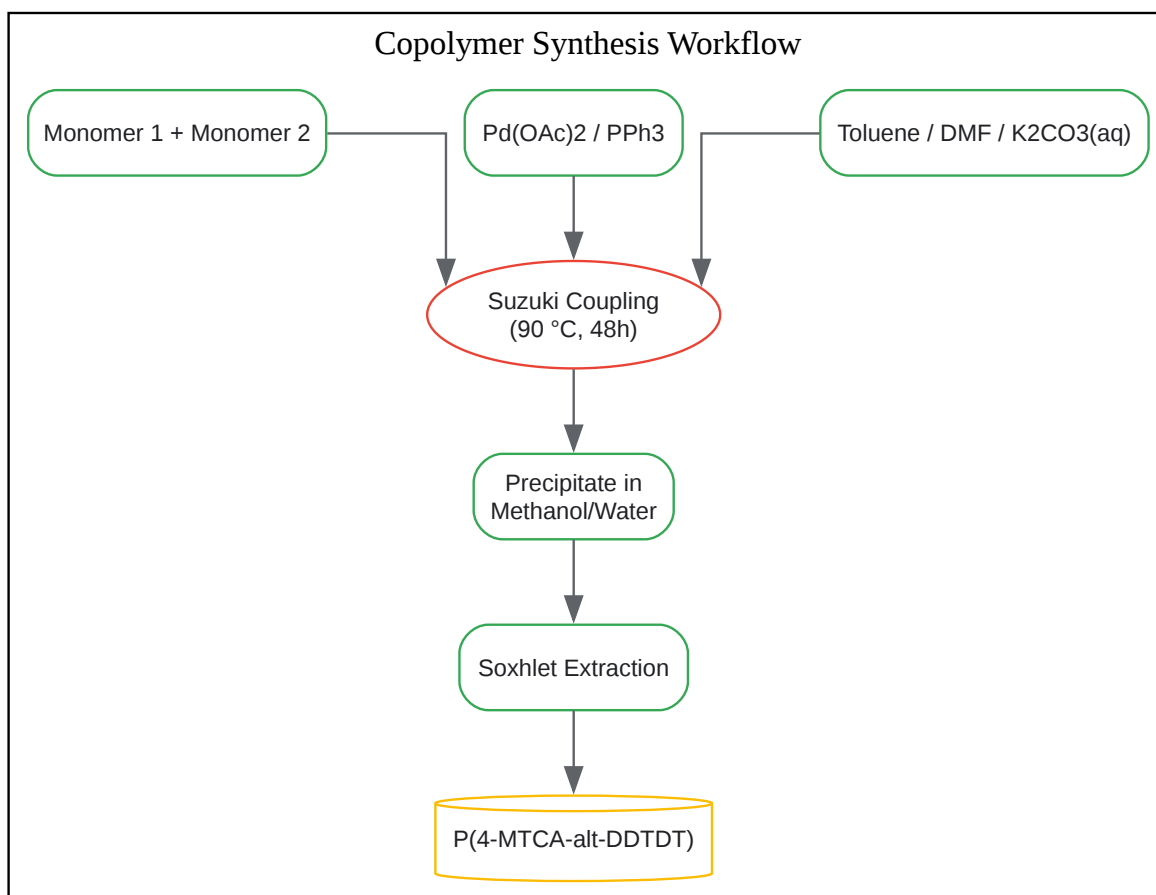 Copolymer Synthesis Workflow
Monomer 1 + Monomer 2
Pd(OAc)2 / PPh3
Toluene / DMF / K2CO3(aq)
Suzuki Coupling
(90 °C, 48h)
Precipitate in
Methanol/Water
Soxhlet Extraction
P(4-MTCA-alt-DDTDT)